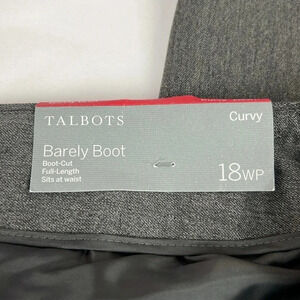 TALBOTS
Curvy
Barely Boot
Boot-Cut
Full-Length
Sits at waist
18WP